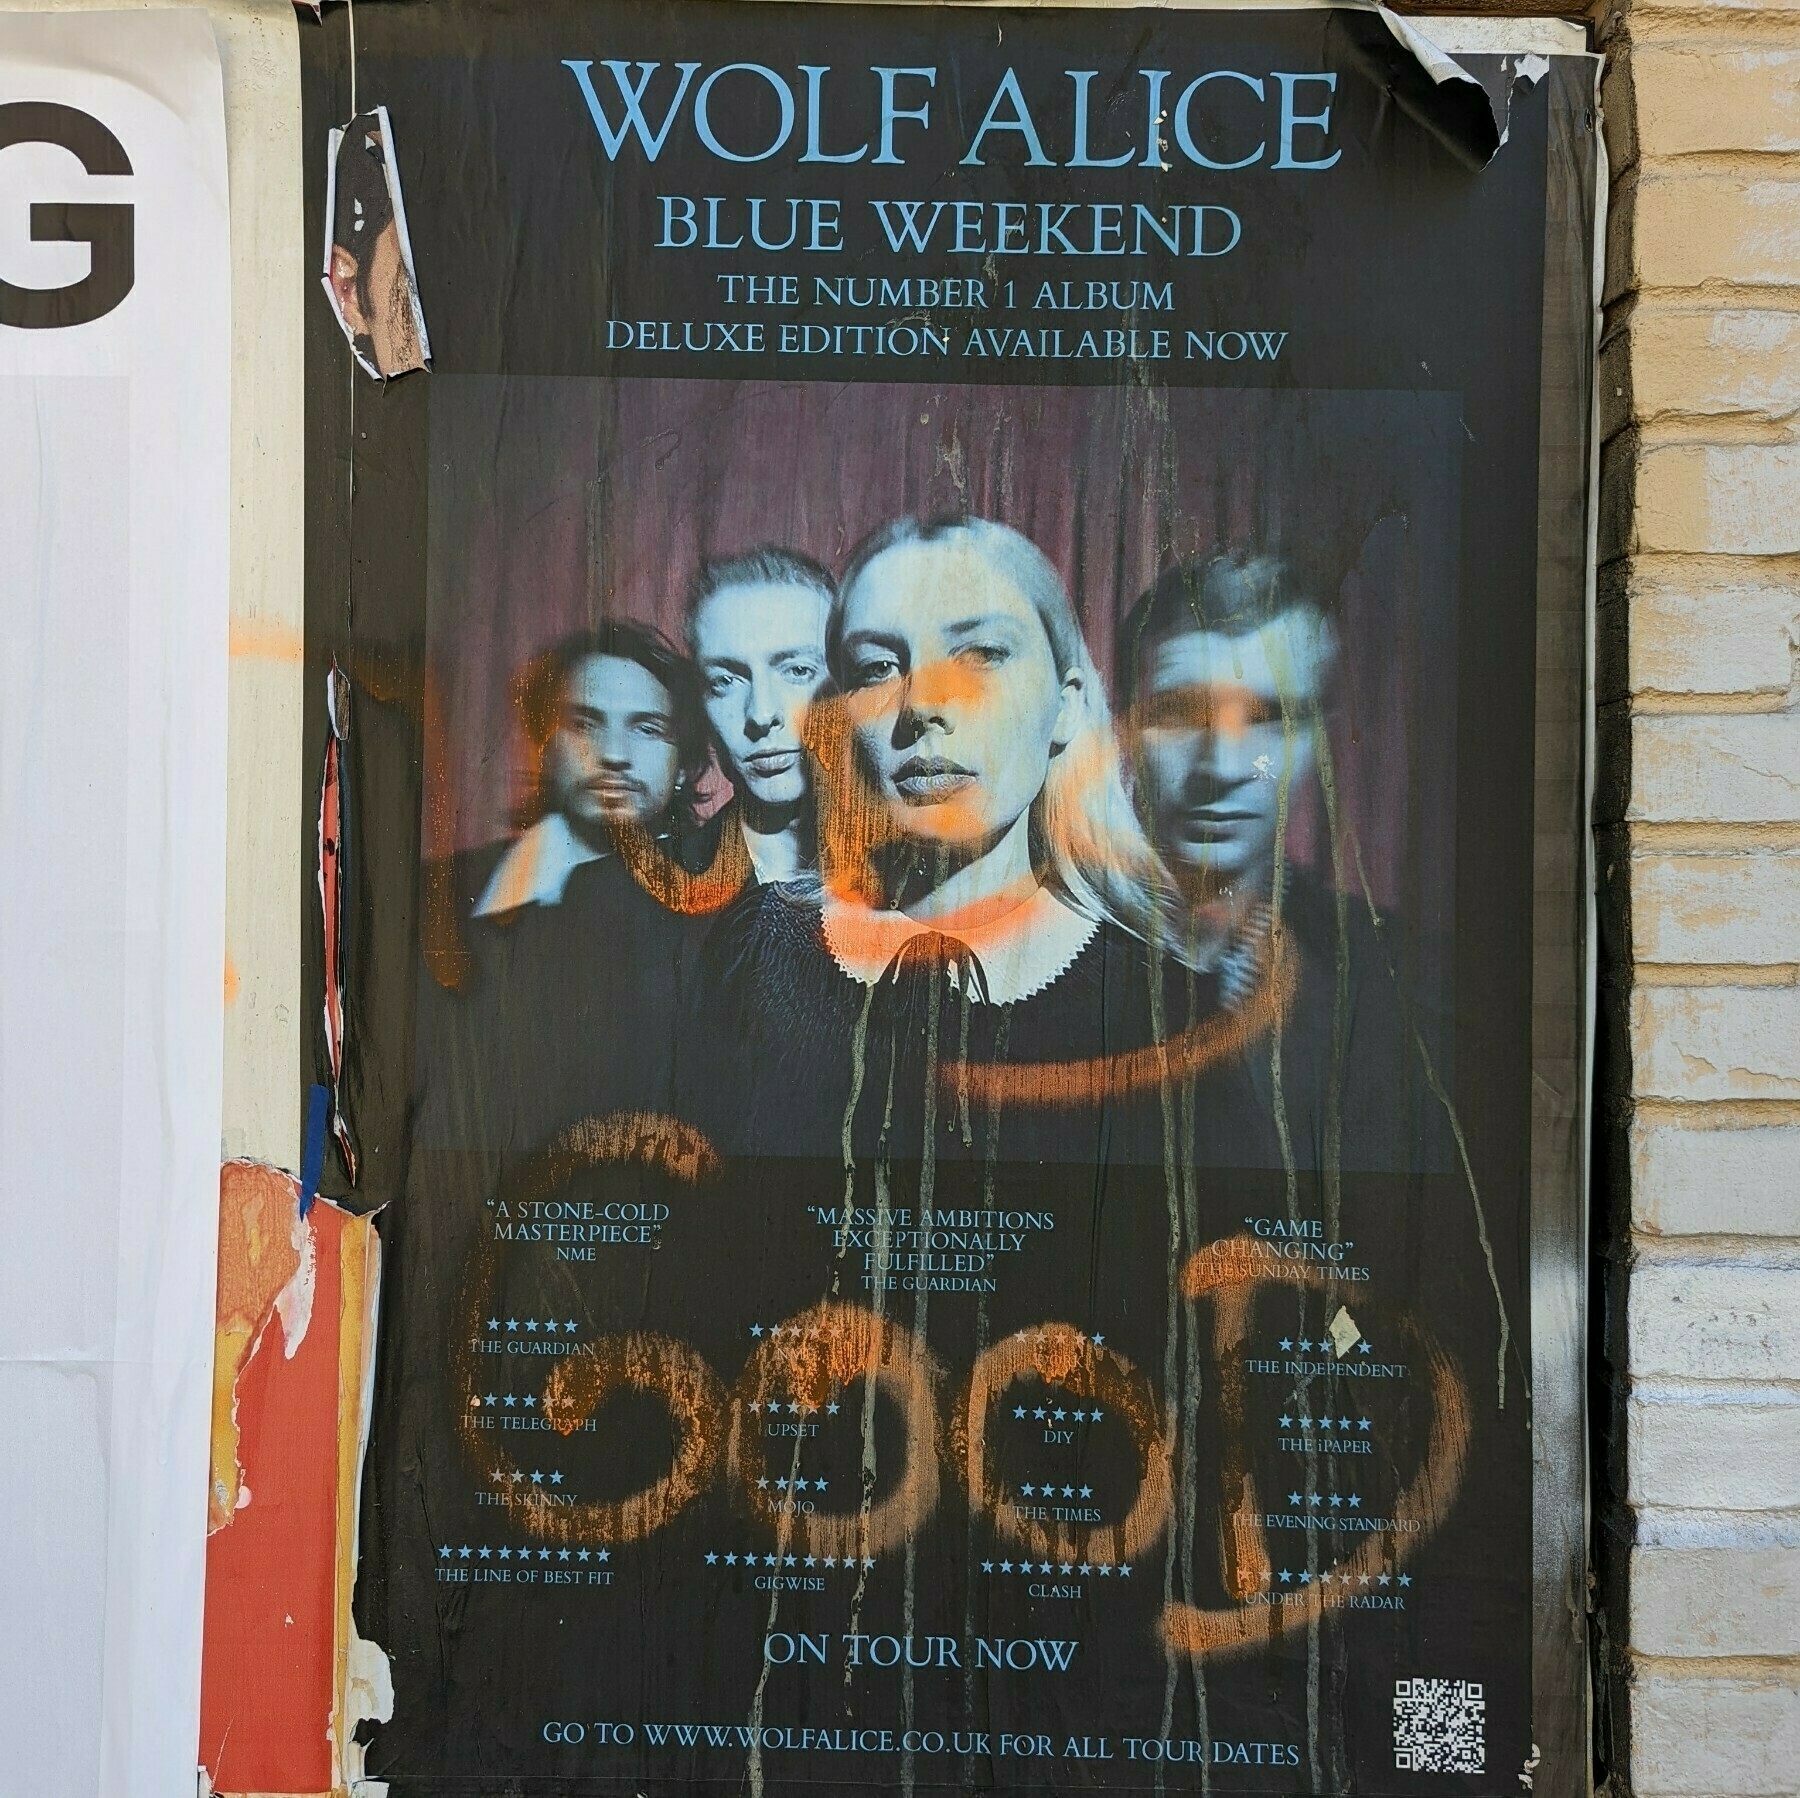 G
WOLF ALICE
BLUE WEEKEND
THE NUMBER 1 ALBUM
DELUXE EDITION AVAILABLE NOW
"A STONE-COLD
MASTERPIECE"
NME
"MASSIVE AMBITIONS
EXCEPTIONALLY
FULFILLED"
THE GUARDIAN
"GAME
CHANGING"
THE SUNDAY TIMES
GOOD
★★★★★
THE GUARDIAN
★★★★★
NME
★★★★★
★★★★★
THE INDEPENDENT
★★★★★
THE TELEGRAPH
★★★★★
UPSET
★★★★★
DIY
★★★★★
THE iPAPER
★★★★
THE SKINNY
★★★★
MOJO
★★★★
THE TIMES
★★★★
THE EVENING STANDARD
★★★★★★★★★
THE LINE OF BEST FIT
★★★★★★★★★
GIGWISE
★★★★★★★★
CLASH
★★★★★★★★
UNDER THE RADAR
ON TOUR NOW
GO TO WWW.WOLFALICE.CO.UK FOR ALL TOUR DATES